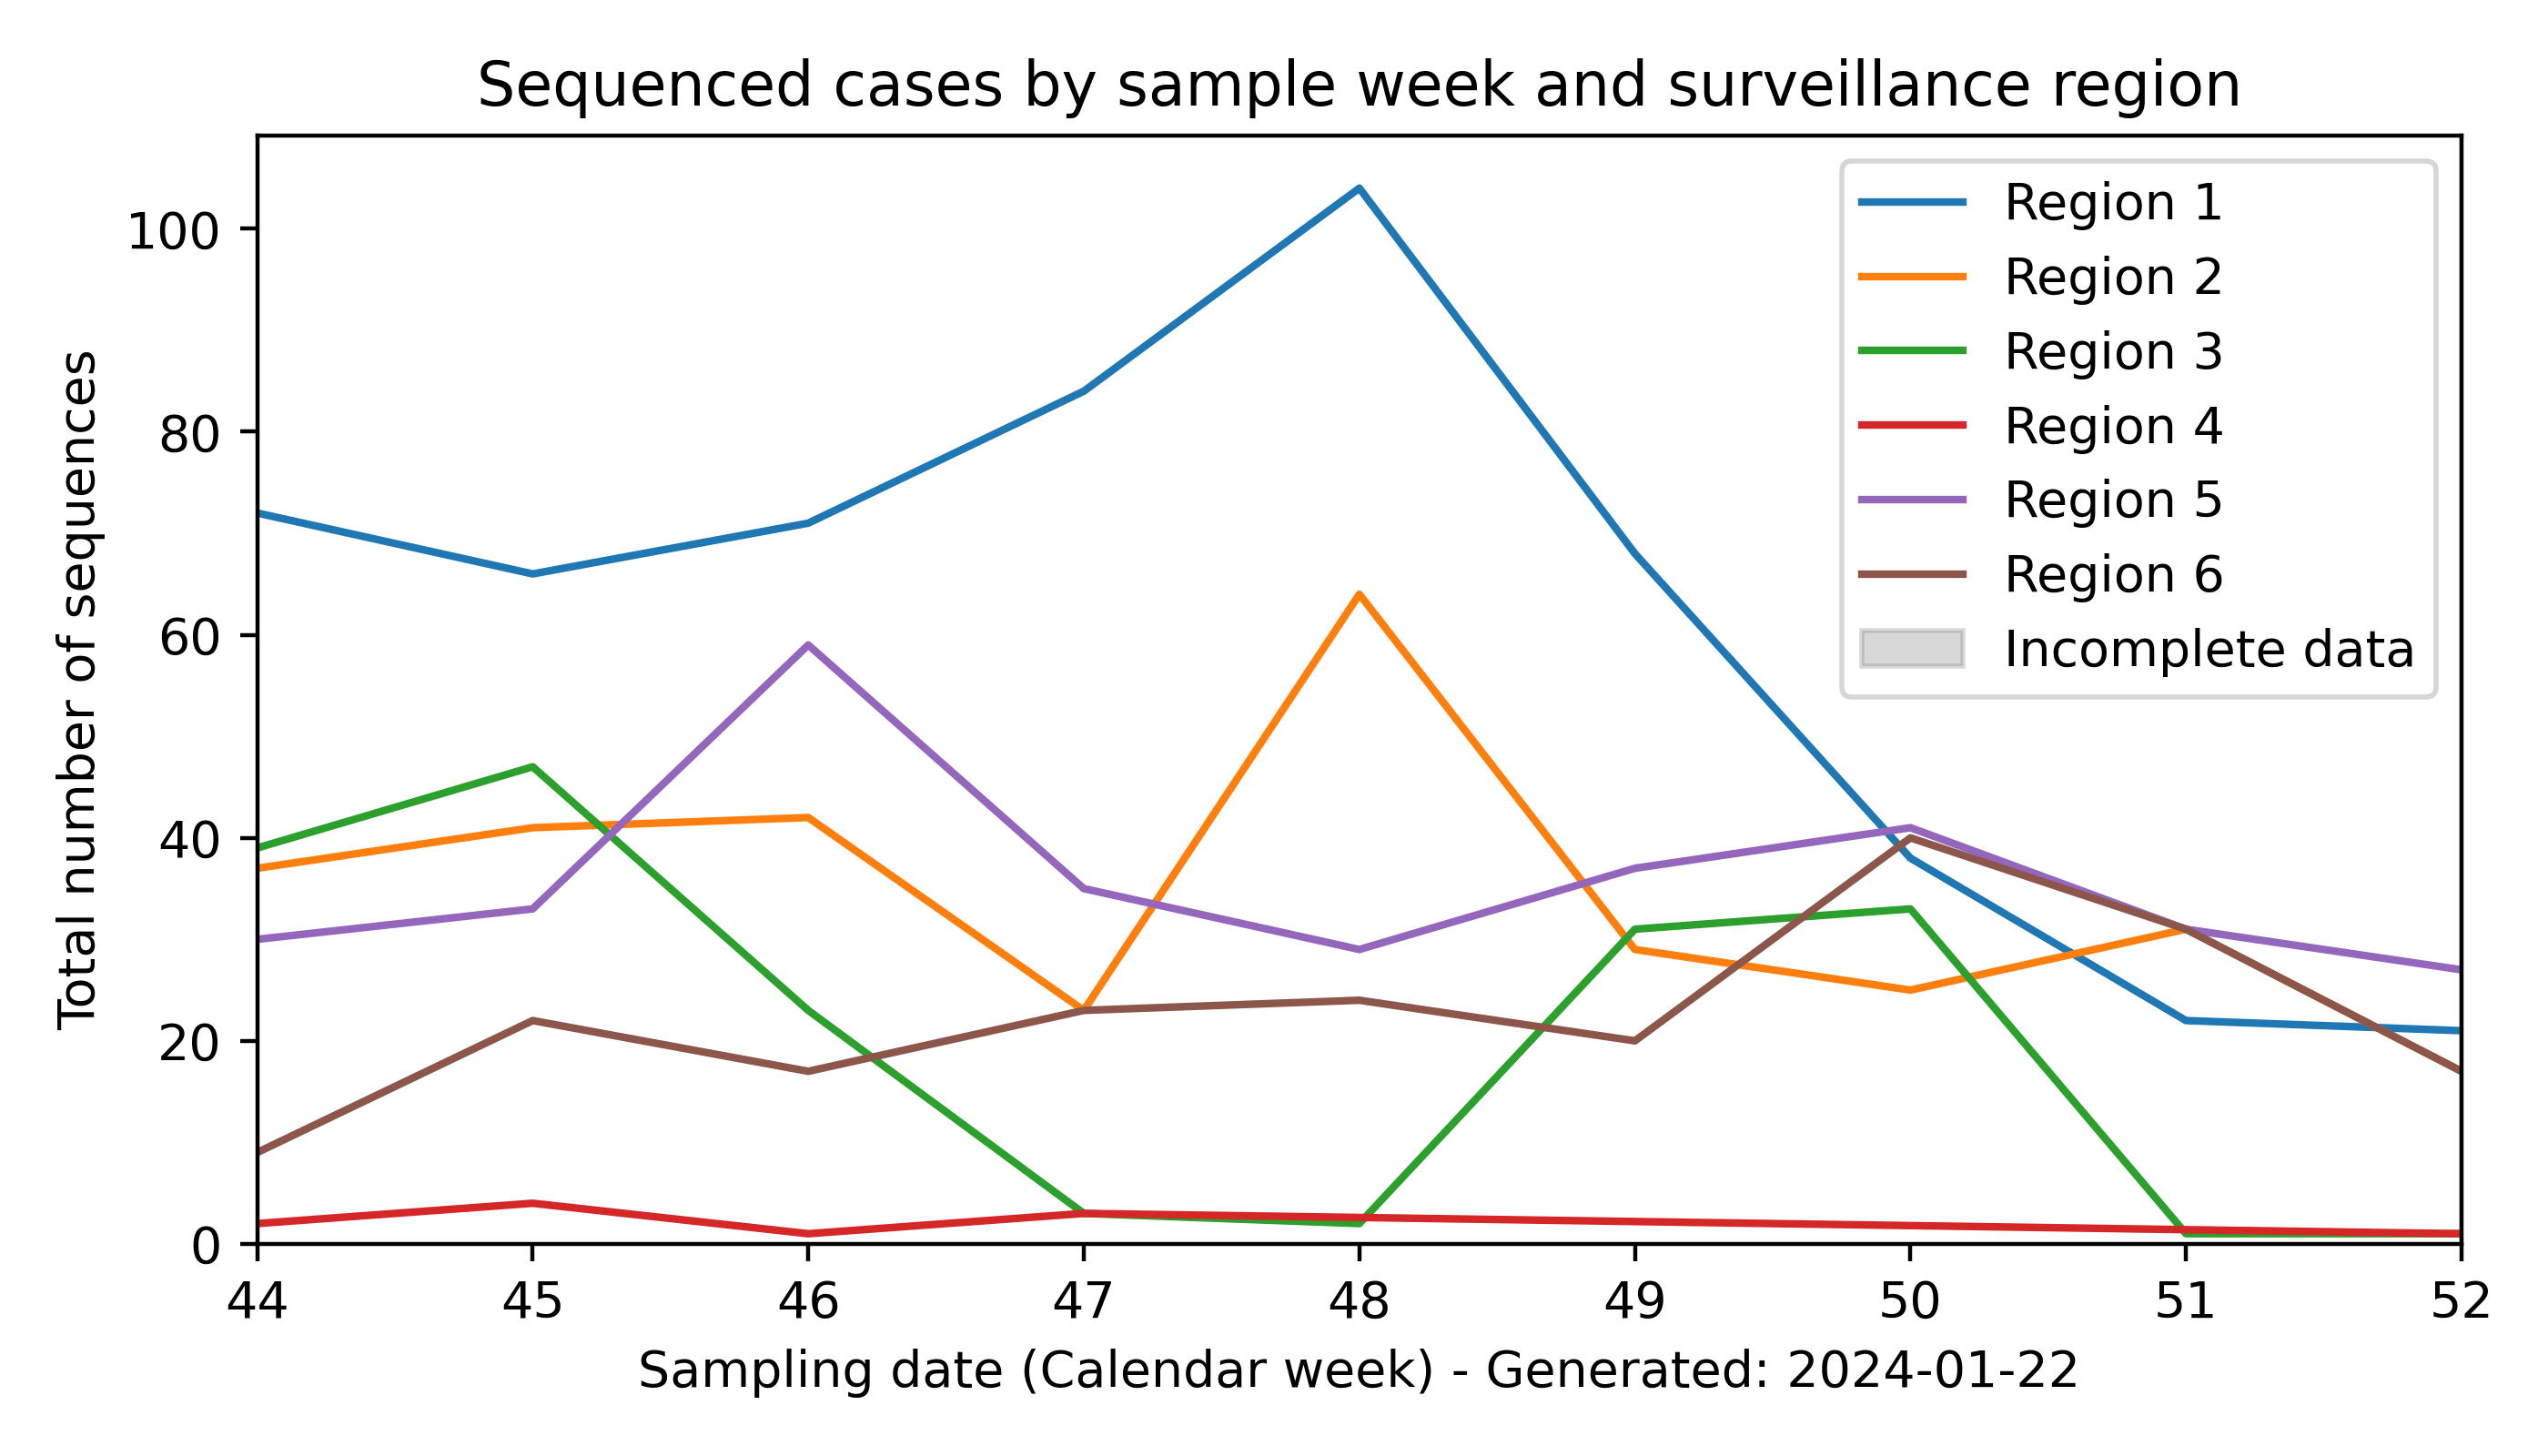 Sequenced cases by sample week and surveillance region
Total number of sequences
100
80
60
40
20
0
Region 1
Region 2
Region 3
Region 4
Region 5
Region 6
Incomplete data
44 45 46 47 48 49 50 51 52
Sampling date (Calendar week) - Generated: 2024-01-22